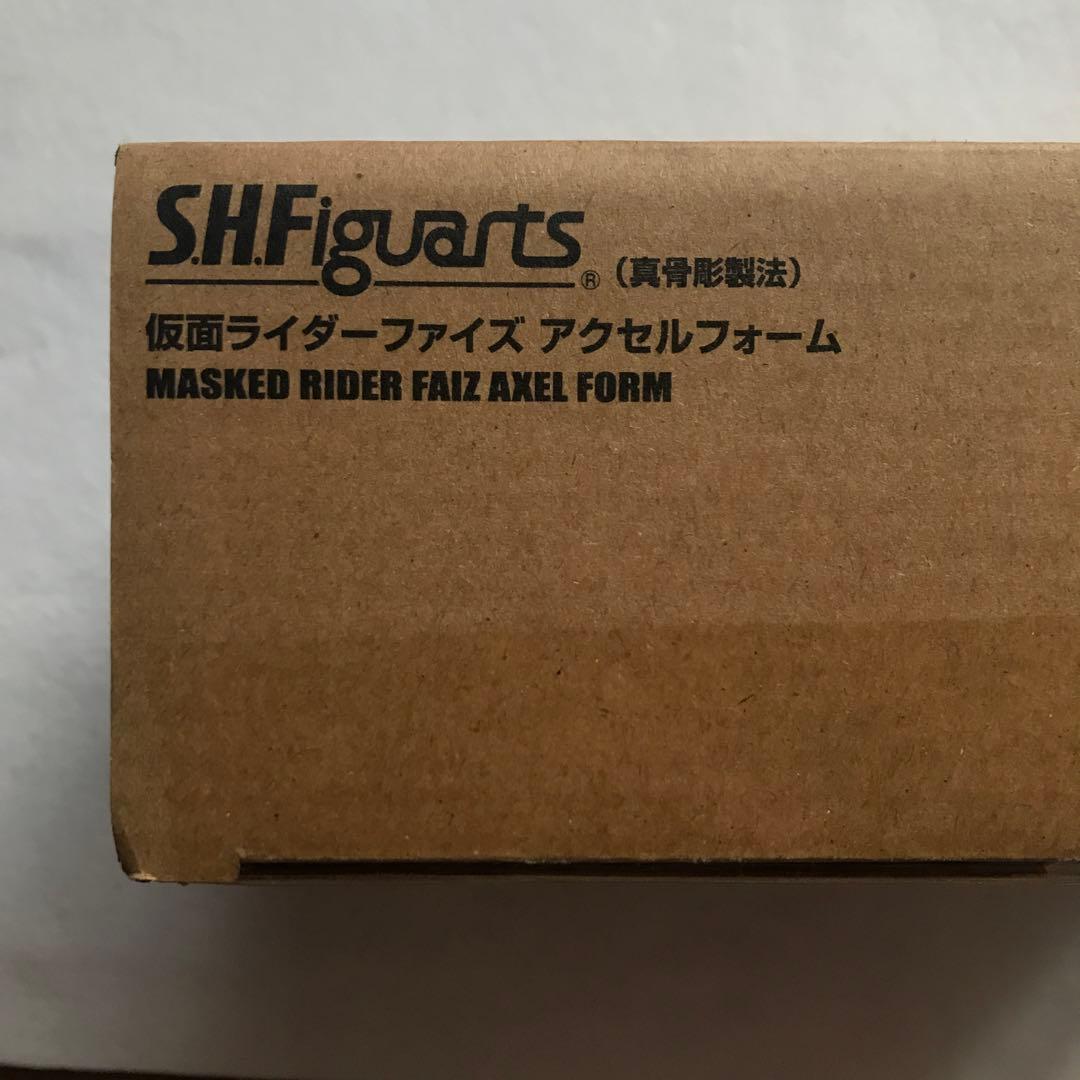 S.H.Figuarts®（真骨彫製法）
仮面ライダーファイズ アクセルフォーム
MASKED RIDER FAIZ AXEL FORM